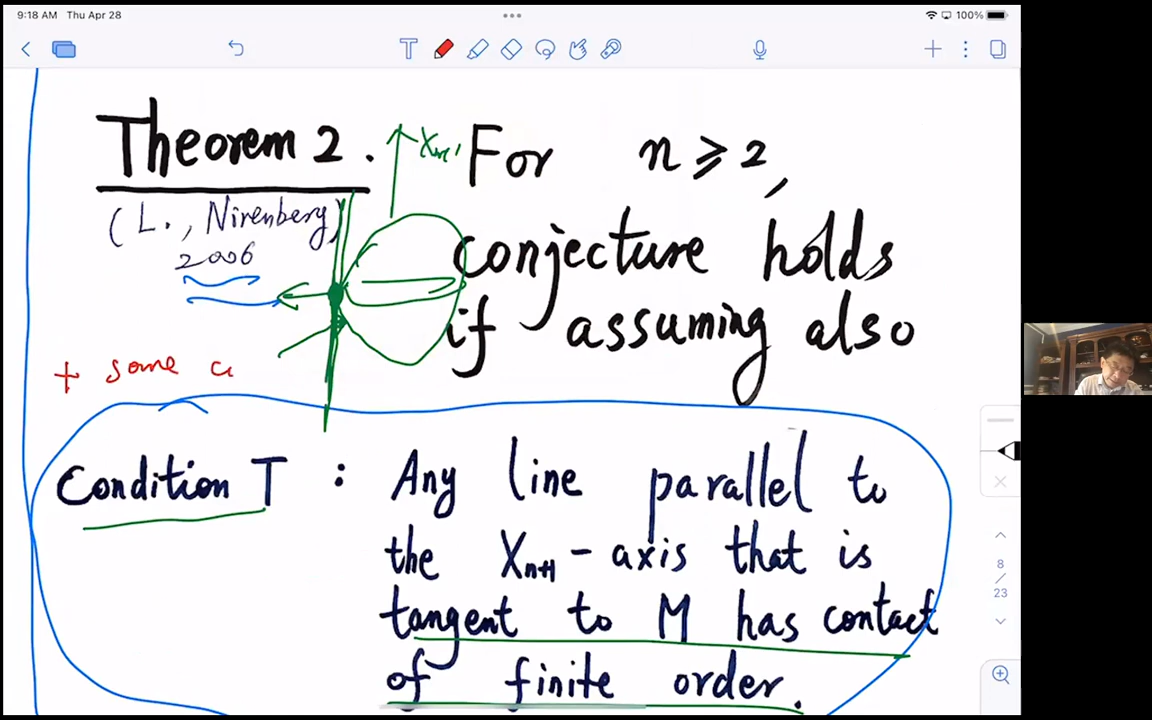 9:18 AM Thu Apr 28
100%
Theorem 2. For n ⩾ 2,
(L., Nirenberg)
2006
conjecture holds
if assuming also
+ some
Condition T : Any line parallel to
the Xn+1-axis that is
tangent to M has contact
of finite order.
8
/
23